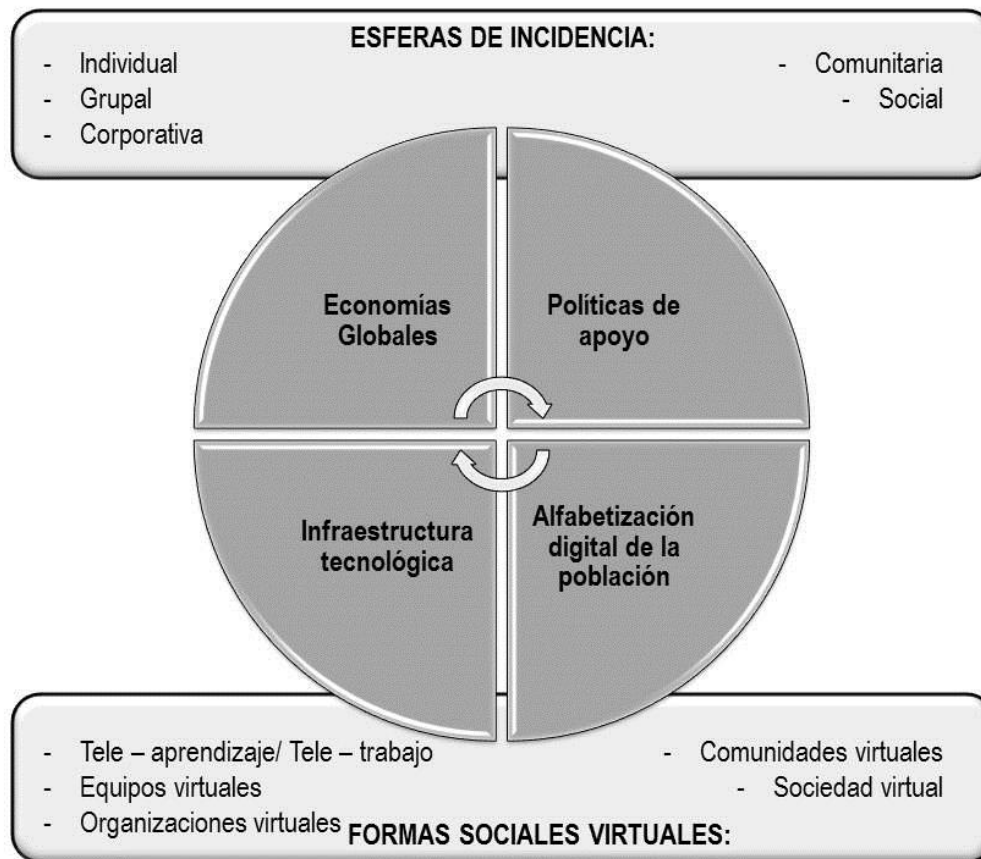 ESFERAS DE INCIDENCIA:
- Individual
- Grupal
- Corporativa
- Comunitaria
- Social
Economías
Globales
Políticas de
apoyo
Infraestructura
tecnológica
Alfabetización
digital de la
población
- Tele – aprendizaje/ Tele – trabajo
- Equipos virtuales
- Organizaciones virtuales
- Comunidades virtuales
- Sociedad virtual
FORMAS SOCIALES VIRTUALES: